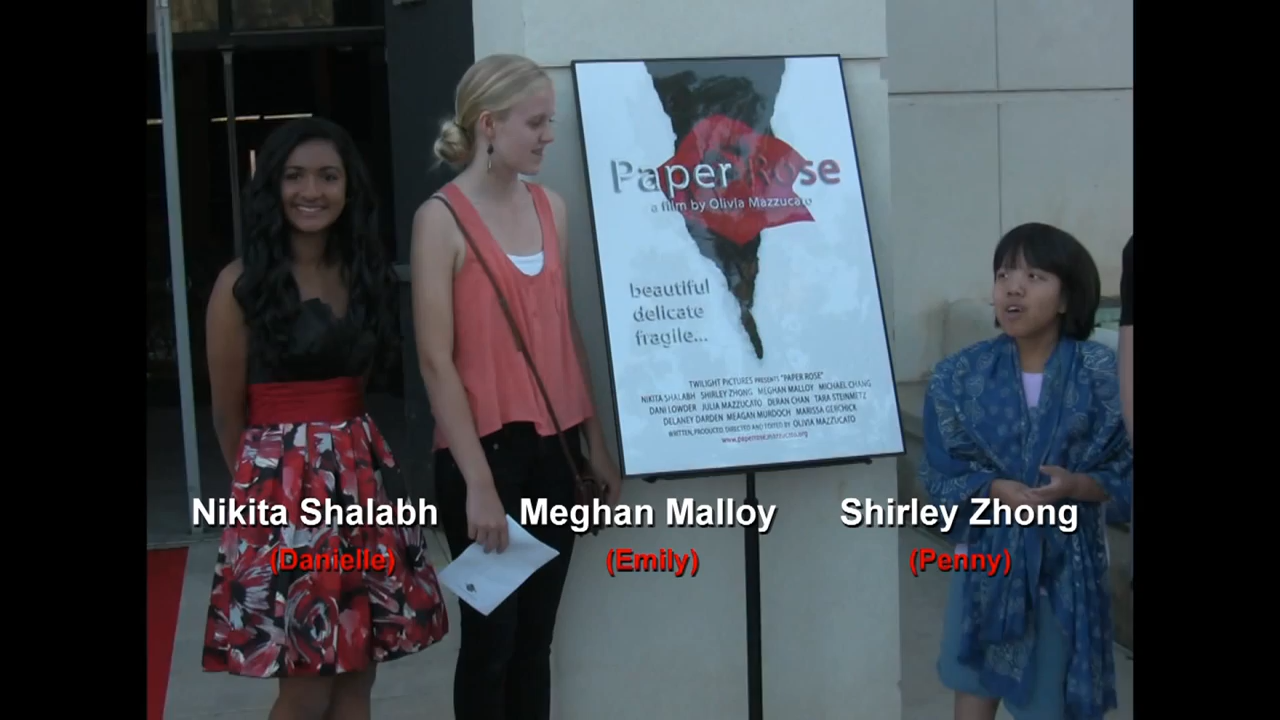 Paper Rose
a film by Olivia Mazzucato
beautiful
delicate
fragile...
TWILIGHT PICTURES PRESENTS "PAPER ROSE"
NIKITA SHALABH SHIRLEY ZHONG MEGHAN MALLOY MICHAEL CHANG
DANI LOWDER JULIA MAZZUCATO DERAN CHAN TARA STEINMETZ
DELANEY DARDEN MEAGAN MURDOCH MARISSA GERCHICK
WRITTEN, PRODUCED, DIRECTED AND EDITED BY OLIVIA MAZZUCATO
Nikita Shalabh Meghan Malloy Shirley Zhong
(Danielle) (Emily) (Penny)